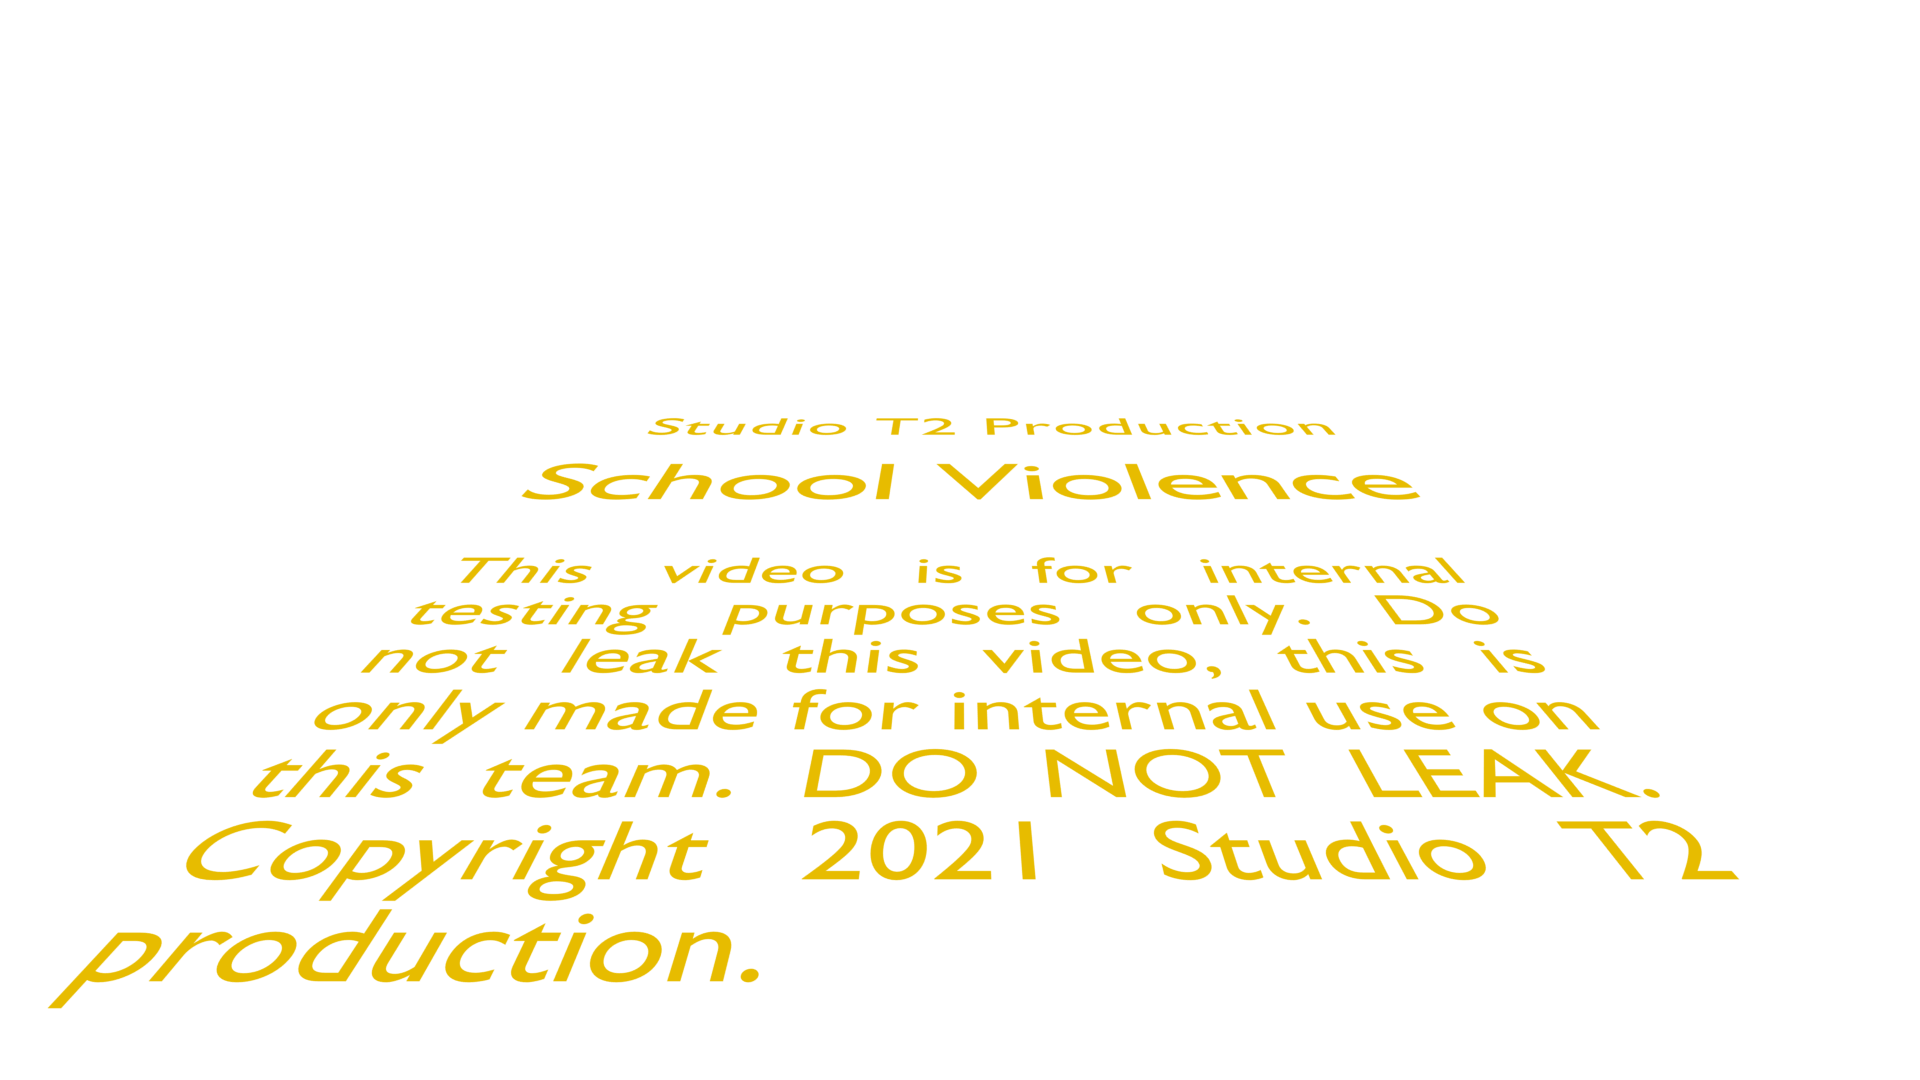 Studio T2 Production
School Violence
This video is for internal
testing purposes only. Do
not leak this video, this is
only made for internal use on
this team. DO NOT LEAK.
Copyright 2021 Studio T2
production.